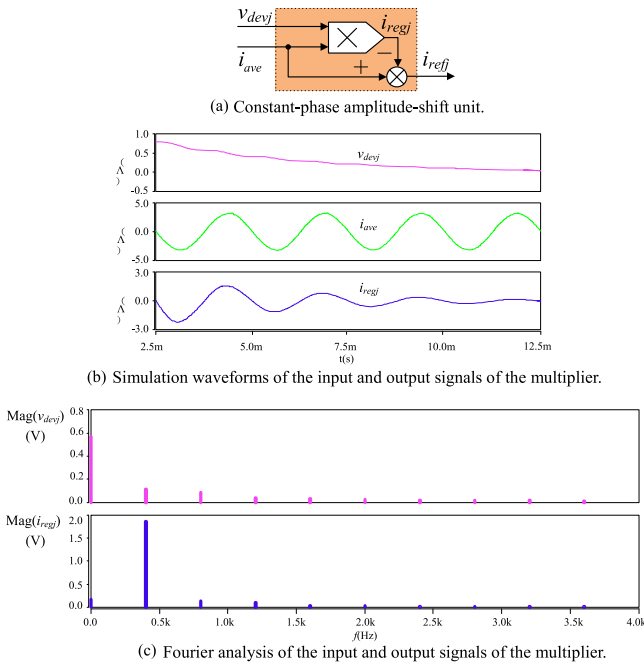 v_devj
i_regj
i_ave
i_refj
− +
(a) Constant-phase amplitude-shift unit.
1.0
0.5
0.0
-0.5
(V)
v_devj
5.0
0.0
-5.0
(V)
i_ave
3.0
0.0
-3.0
(V)
i_regj
2.5m 5.0m 7.5m 10.0m 12.5m
t(s)
(b) Simulation waveforms of the input and output signals of the multiplier.
Mag(v_devj)
(V)
0.8
0.6
0.4
0.2
0.0
Mag(i_regj)
(V)
2.0
1.5
1.0
0.5
0.0
0.0 0.5k 1.0k 1.5k 2.0k 2.5k 3.0k 3.5k 4.0k
f(Hz)
(c) Fourier analysis of the input and output signals of the multiplier.